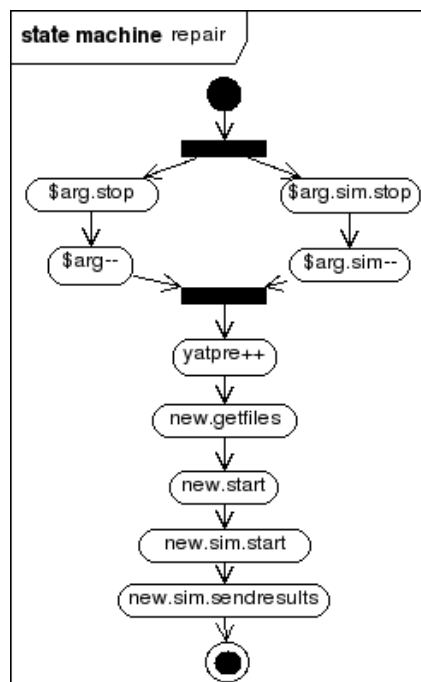 state machine repair
$arg.stop
$arg.sim.stop
$arg--
$arg.sim--
yatpre++
new.getfiles
new.start
new.sim.start
new.sim.sendresults